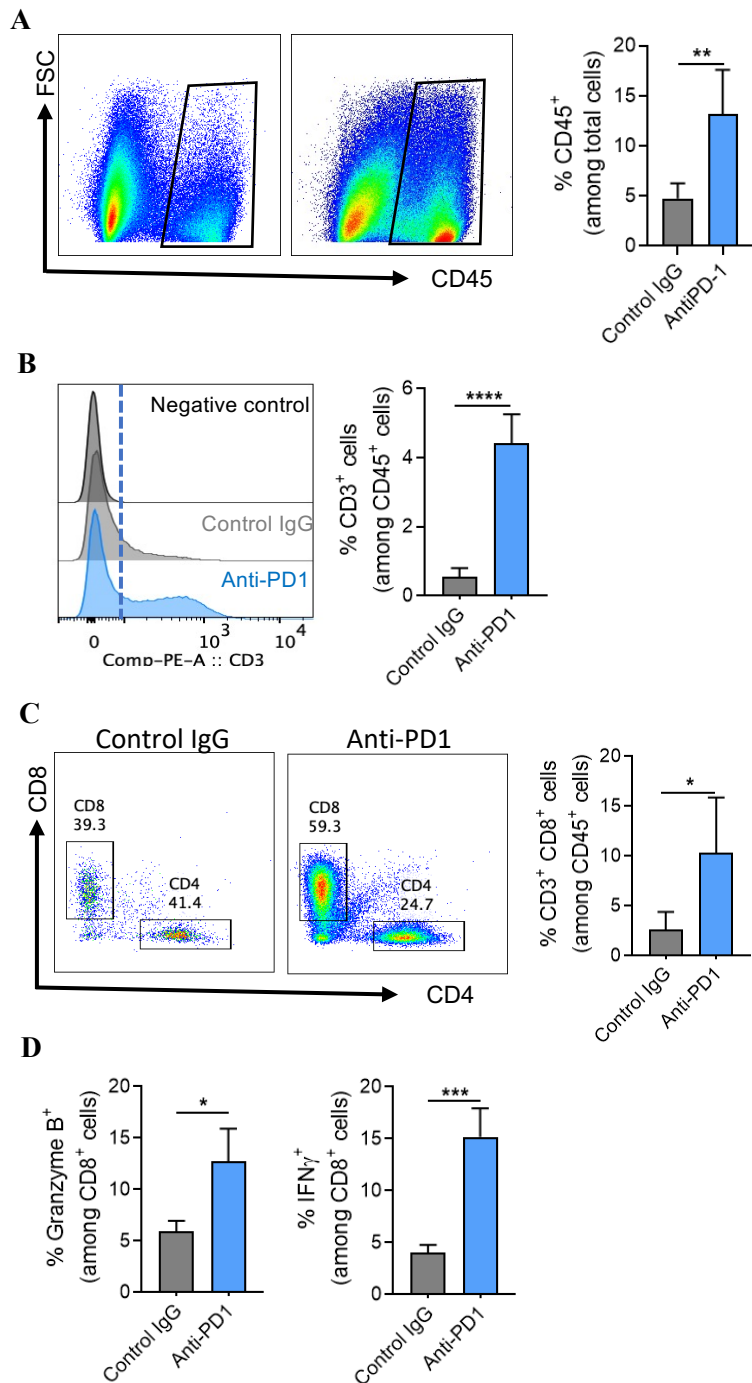 A
FSC
CD45
20
15
10
5
0
% CD45+
(among total cells)
**
Control IgG
AntiPD-1
B
Negative control
Control IgG
Anti-PD1
0
10³
10⁴
Comp-PE-A :: CD3
6
4
2
0
% CD3⁺ cells
(among CD45⁺ cells)
****
Control IgG
Anti-PD1
C
Control IgG
Anti-PD1
CD8
CD8
39.3
CD4
41.4
CD8
59.3
CD4
24.7
CD4
20
15
10
5
0
% CD3⁺ CD8⁺ cells
(among CD45⁺ cells)
*
Control IgG
Anti-PD1
D
20
15
10
5
0
% Granzyme B⁺
(among CD8⁺ cells)
*
Control IgG
Anti-PD1
20
15
10
5
0
% IFNγ⁺
(among CD8⁺ cells)
***
Control IgG
Anti-PD1